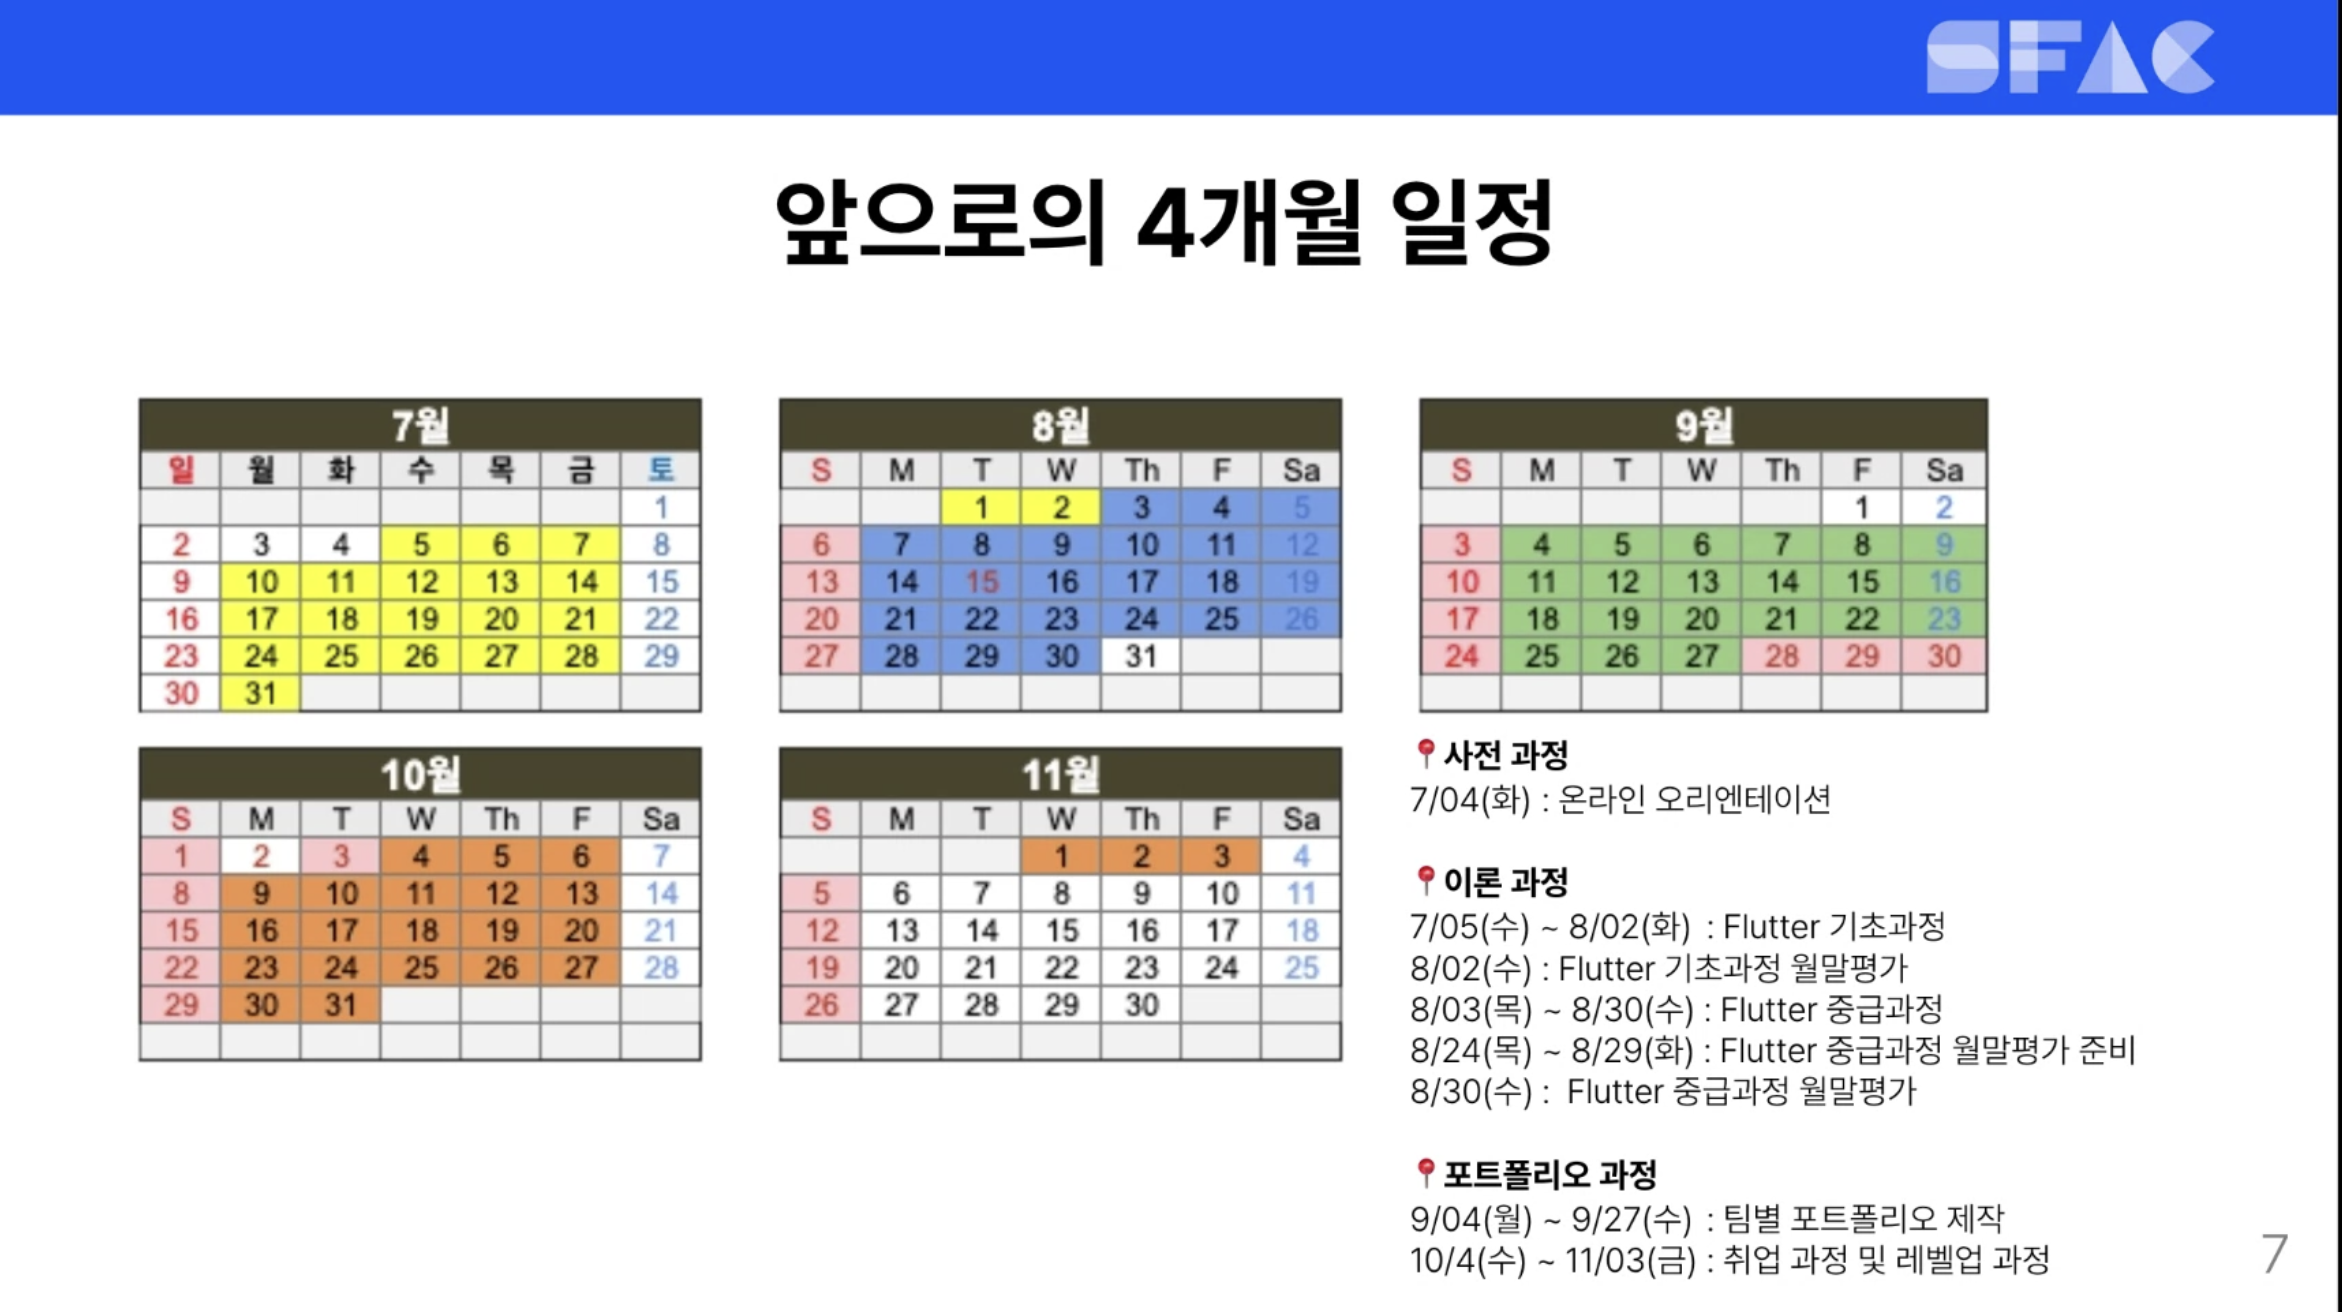 SFAC
앞으로의 4개월 일정
7월
일 월 화 수 목 금 토
1
2 3 4 5 6 7 8
9 10 11 12 13 14 15
16 17 18 19 20 21 22
23 24 25 26 27 28 29
30 31
8월
S M T W Th F Sa
1 2 3 4 5
6 7 8 9 10 11 12
13 14 15 16 17 18 19
20 21 22 23 24 25 26
27 28 29 30 31
9월
S M T W Th F Sa
1 2
3 4 5 6 7 8 9
10 11 12 13 14 15 16
17 18 19 20 21 22 23
24 25 26 27 28 29 30
10월
S M T W Th F Sa
1 2 3 4 5 6 7
8 9 10 11 12 13 14
15 16 17 18 19 20 21
22 23 24 25 26 27 28
29 30 31
11월
S M T W Th F Sa
1 2 3 4
5 6 7 8 9 10 11
12 13 14 15 16 17 18
19 20 21 22 23 24 25
26 27 28 29 30
📍사전 과정
7/04(화) : 온라인 오리엔테이션
📍이론 과정
7/05(수) ~ 8/02(화) : Flutter 기초과정
8/02(수) : Flutter 기초과정 월말평가
8/03(목) ~ 8/30(수) : Flutter 중급과정
8/24(목) ~ 8/29(화) : Flutter 중급과정 월말평가 준비
8/30(수) : Flutter 중급과정 월말평가
📍포트폴리오 과정
9/04(월) ~ 9/27(수) : 팀별 포트폴리오 제작
10/4(수) ~ 11/03(금) : 취업 과정 및 레벨업 과정
7